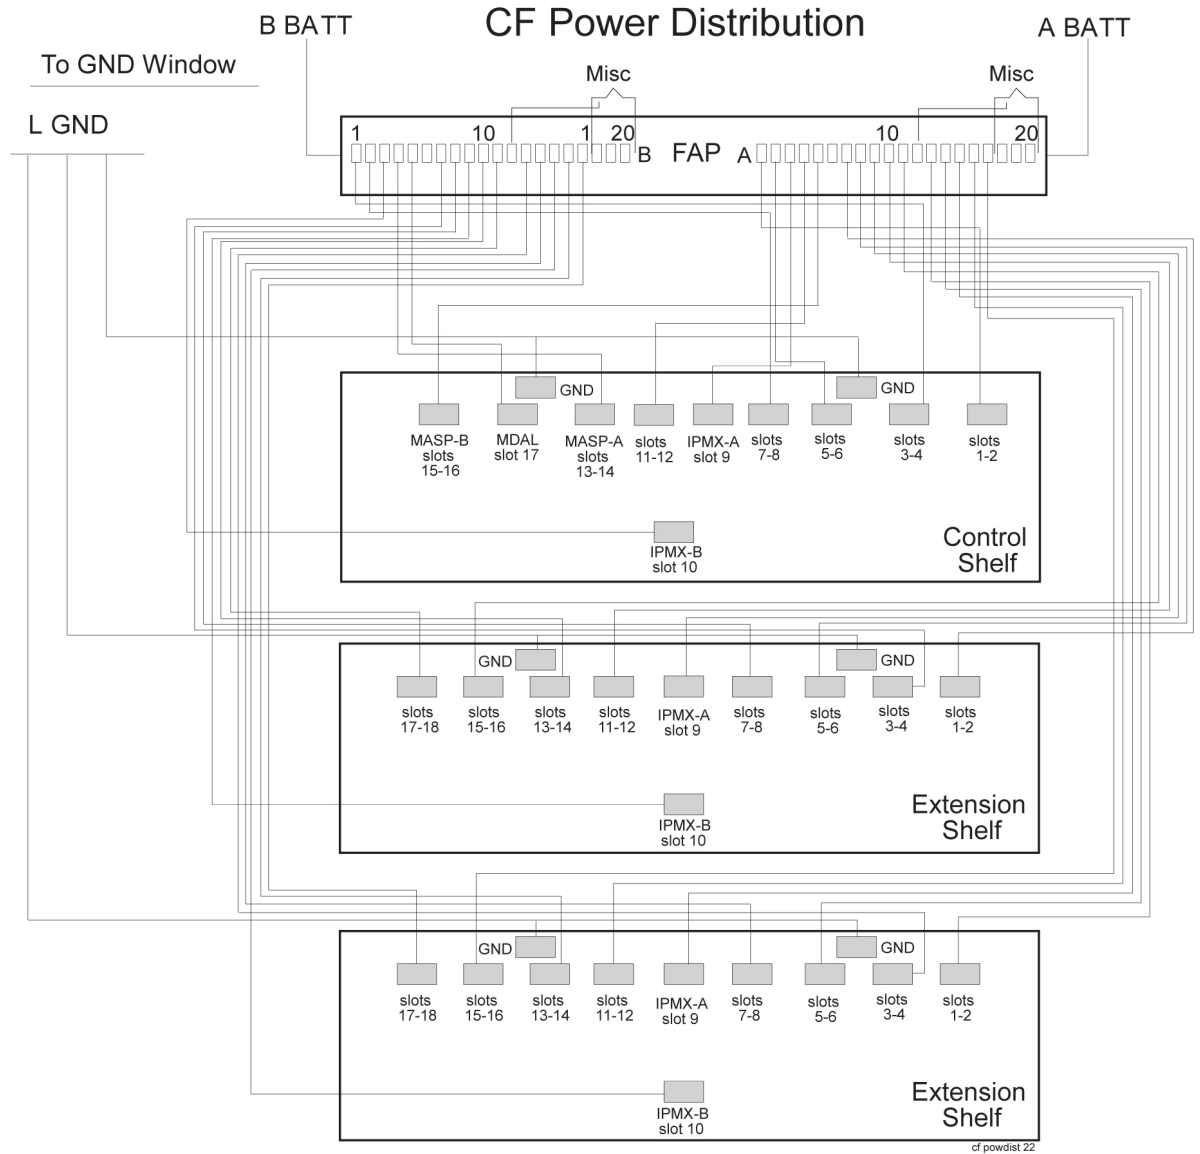 CF Power Distribution
B BATT
A BATT
To GND Window
L GND
Misc
Misc
1 10 1 20
B FAP A
10 20
GND
GND
MASP-B
slots
15-16
MDAL
slot 17
MASP-A
slots
13-14
slots
11-12
IPMX-A
slot 9
slots
7-8
slots
5-6
slots
3-4
slots
1-2
IPMX-B
slot 10
Control
Shelf
GND
GND
slots
17-18
slots
15-16
slots
13-14
slots
11-12
IPMX-A
slot 9
slots
7-8
slots
5-6
slots
3-4
slots
1-2
IPMX-B
slot 10
Extension
Shelf
GND
GND
slots
17-18
slots
15-16
slots
13-14
slots
11-12
IPMX-A
slot 9
slots
7-8
slots
5-6
slots
3-4
slots
1-2
IPMX-B
slot 10
Extension
Shelf
cf powdist 22